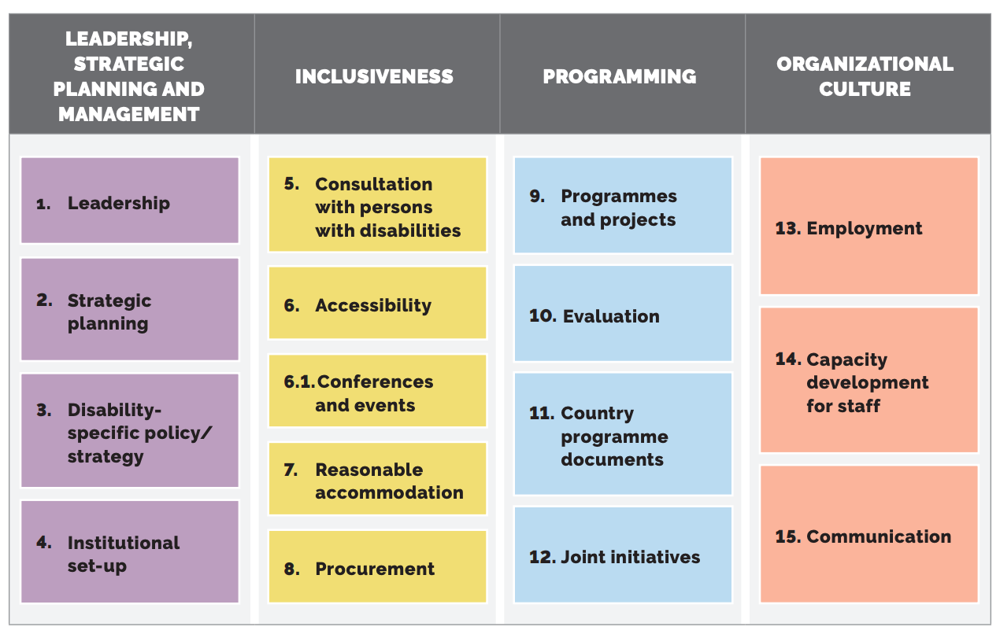 LEADERSHIP,
STRATEGIC
PLANNING AND
MANAGEMENT
INCLUSIVENESS
PROGRAMMING
ORGANIZATIONAL
CULTURE
1. Leadership
2. Strategic
planning
3. Disability-
specific policy/
strategy
4. Institutional
set-up
5. Consultation
with persons
with disabilities
6. Accessibility
6.1. Conferences
and events
7. Reasonable
accommodation
8. Procurement
9. Programmes
and projects
10. Evaluation
11. Country
programme
documents
12. Joint initiatives
13. Employment
14. Capacity
development
for staff
15. Communication